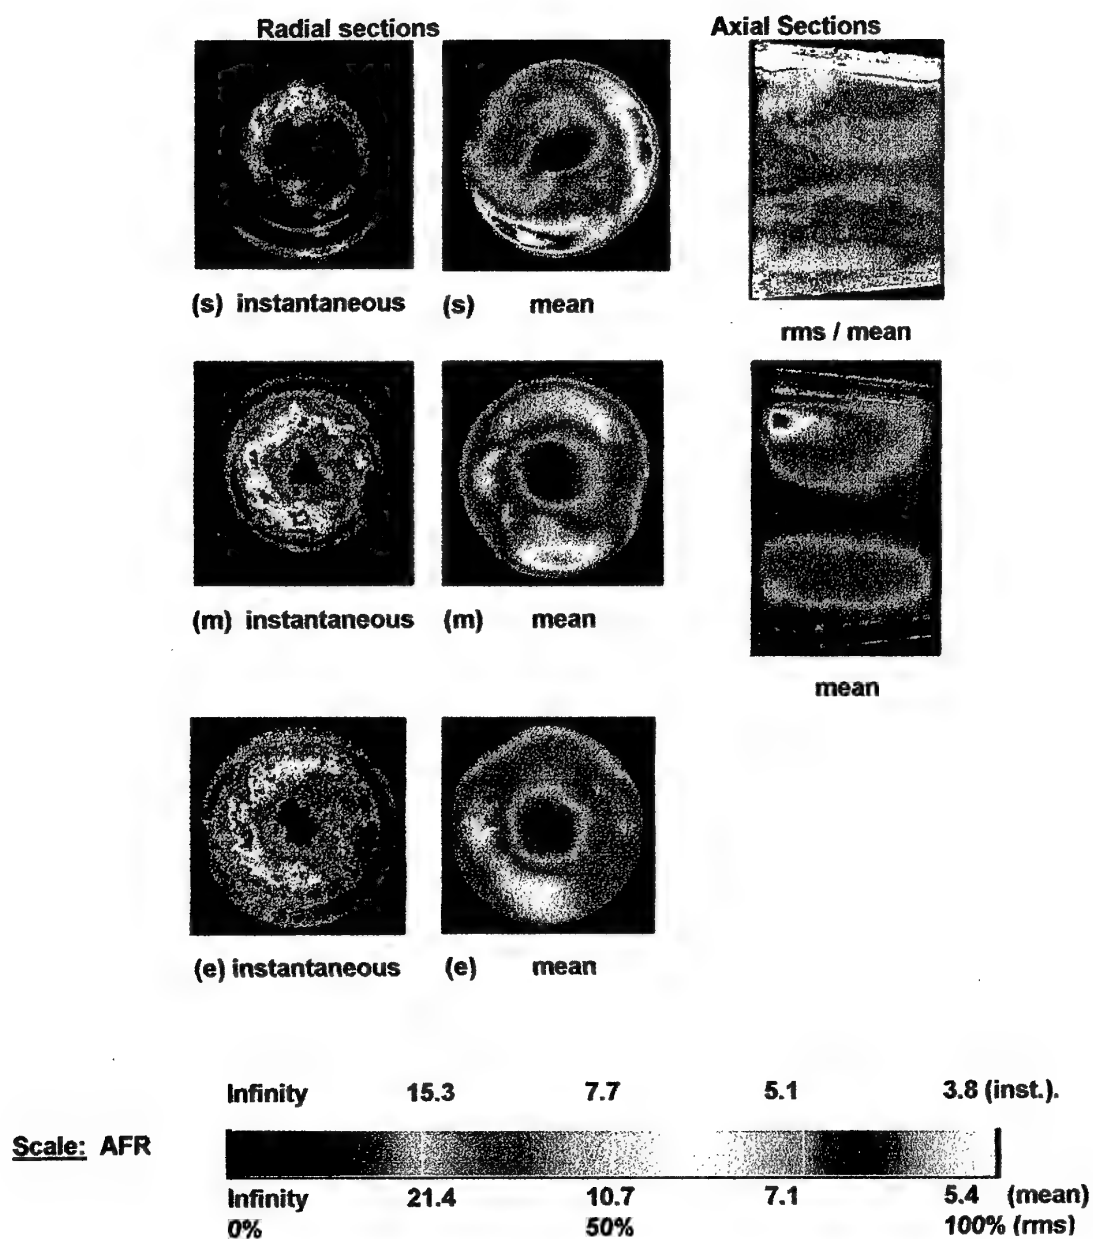 Radial sections Axial Sections
(s) instantaneous (s) mean
rms / mean
(m) instantaneous (m) mean
mean
(e) instantaneous (e) mean
Infinity 15.3 7.7 5.1 3.8 (inst.).
Scale: AFR
Infinity 21.4 10.7 7.1 5.4 (mean)
0% 50% 100% (rms)